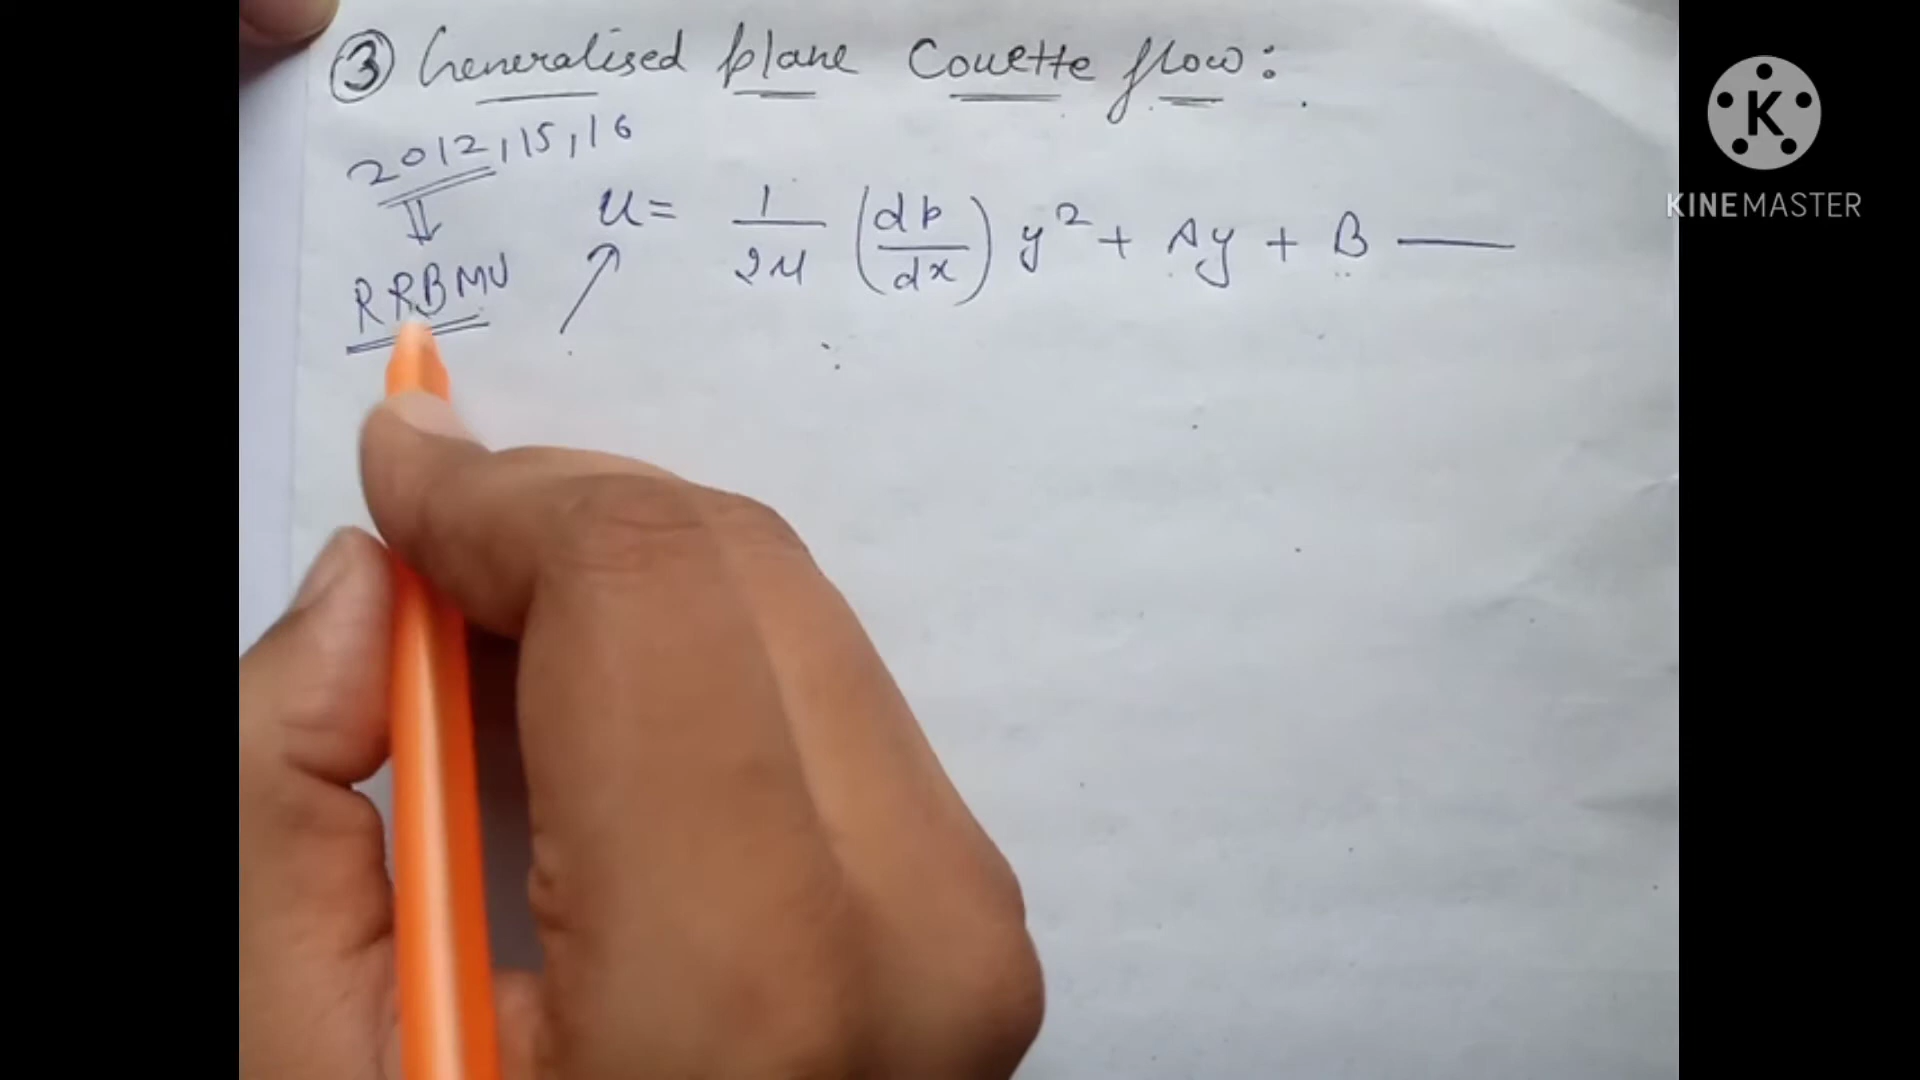 ③ Generalised plane Couette flow:
2012, 15, 16
u = 1/2μ (dp/dx) y² + Ay + B —
RRBMU
K
KINEMASTER